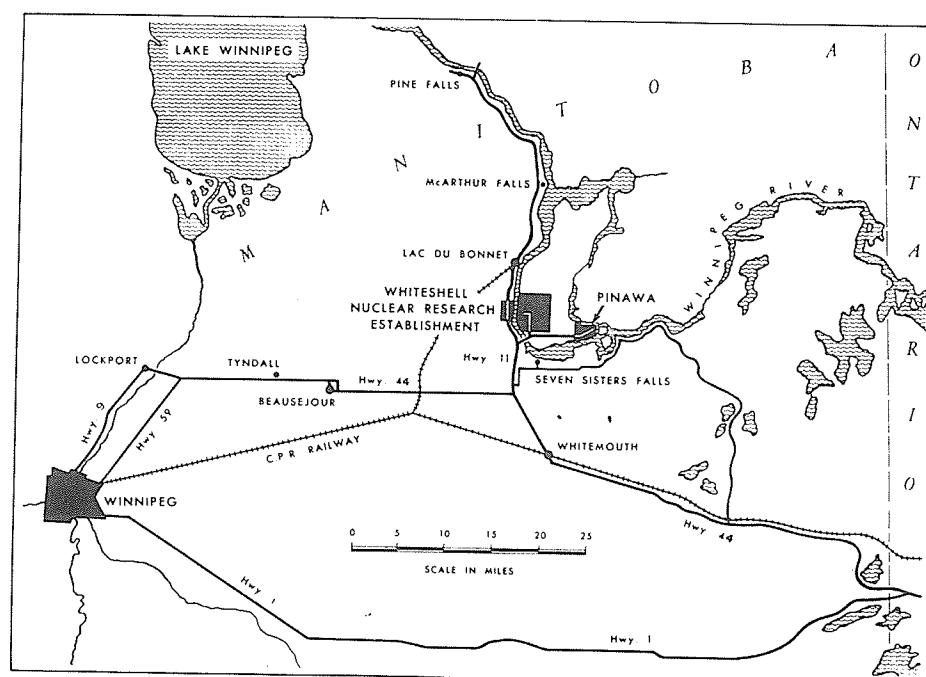 LAKE WINNIPEG
PINE FALLS
MANITOBA
ONTARIO
McARTHUR FALLS
WINNIPEG RIVER
LAC DU BONNET
WHITESHELL
NUCLEAR RESEARCH
ESTABLISHMENT
PINAWA
Hwy 11
LOCKPORT
TYNDALL
Hwy. 44
SEVEN SISTERS FALLS
BEAUSEJOUR
Hwy 9
Hwy 59
C.P.R RAILWAY
WHITEMOUTH
WINNIPEG
Hwy 44
0 5 10 15 20 25
SCALE IN MILES
Hwy 1
Hwy. 1